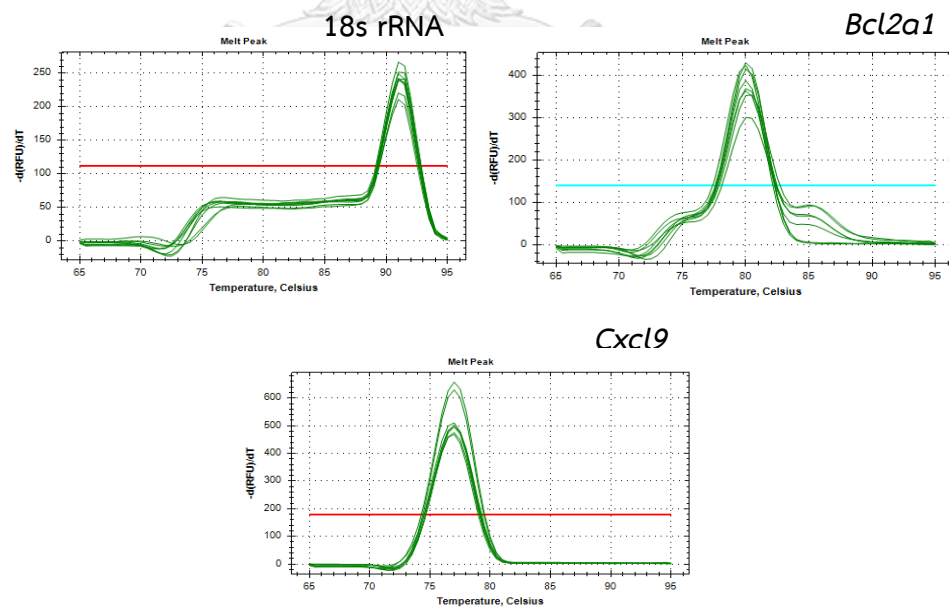 18s rRNA
Melt Peak
250
200
150
100
50
0
-d(RFU)/dT
65 70 75 80 85 90 95
Temperature, Celsius
Bcl2a1
Melt Peak
400
300
200
100
0
-d(RFU)/dT
65 70 75 80 85 90 95
Temperature, Celsius
Cxcl9
Melt Peak
600
500
400
300
200
100
0
-d(RFU)/dT
65 70 75 80 85 90 95
Temperature, Celsius